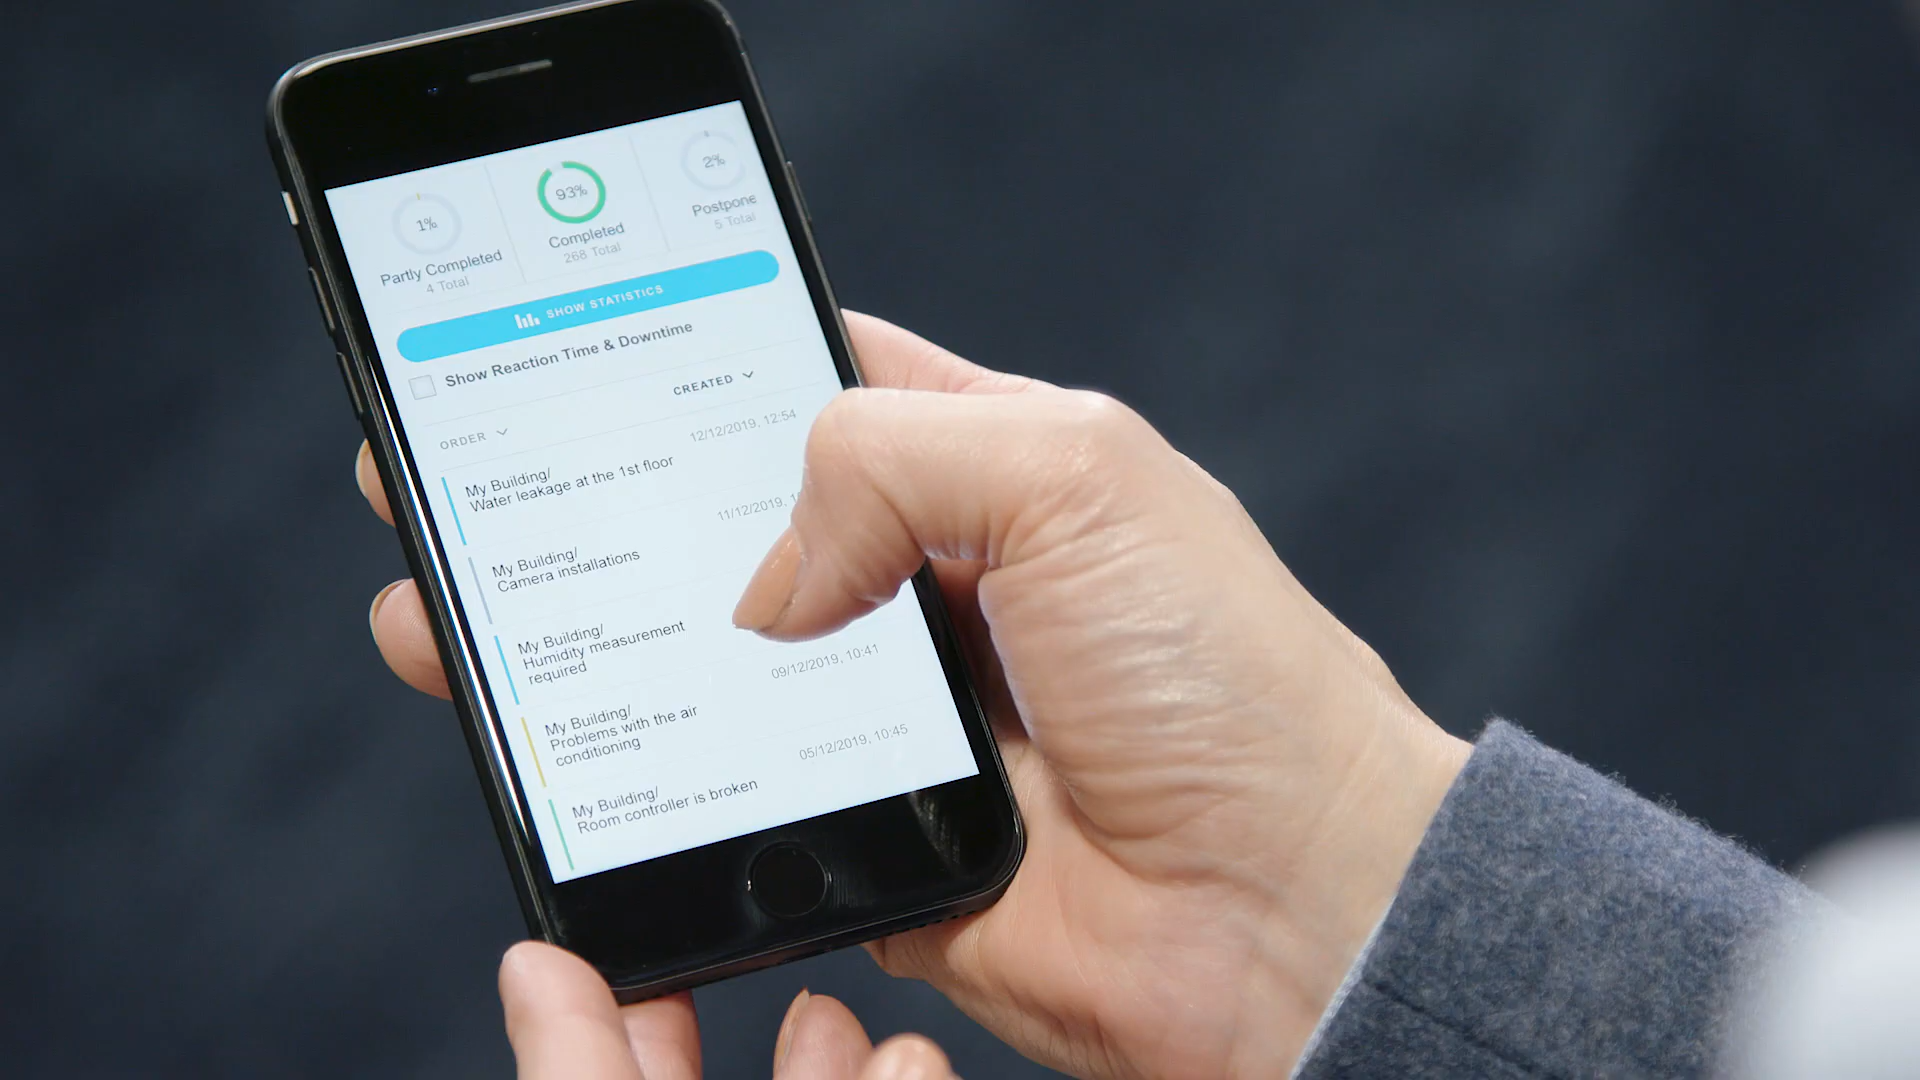 1%
Partly Completed
4 Total
93%
Completed
268 Total
2%
Postpone
5 Total
SHOW STATISTICS
Show Reaction Time & Downtime
ORDER
CREATED
My Building/
Water leakage at the 1st floor
12/12/2019, 12:54
My Building/
Camera installations
11/12/2019,
My Building/
Humidity measurement
required
My Building/
Problems with the air
conditioning
09/12/2019, 10:41
My Building/
Room controller is broken
05/12/2019, 10:45